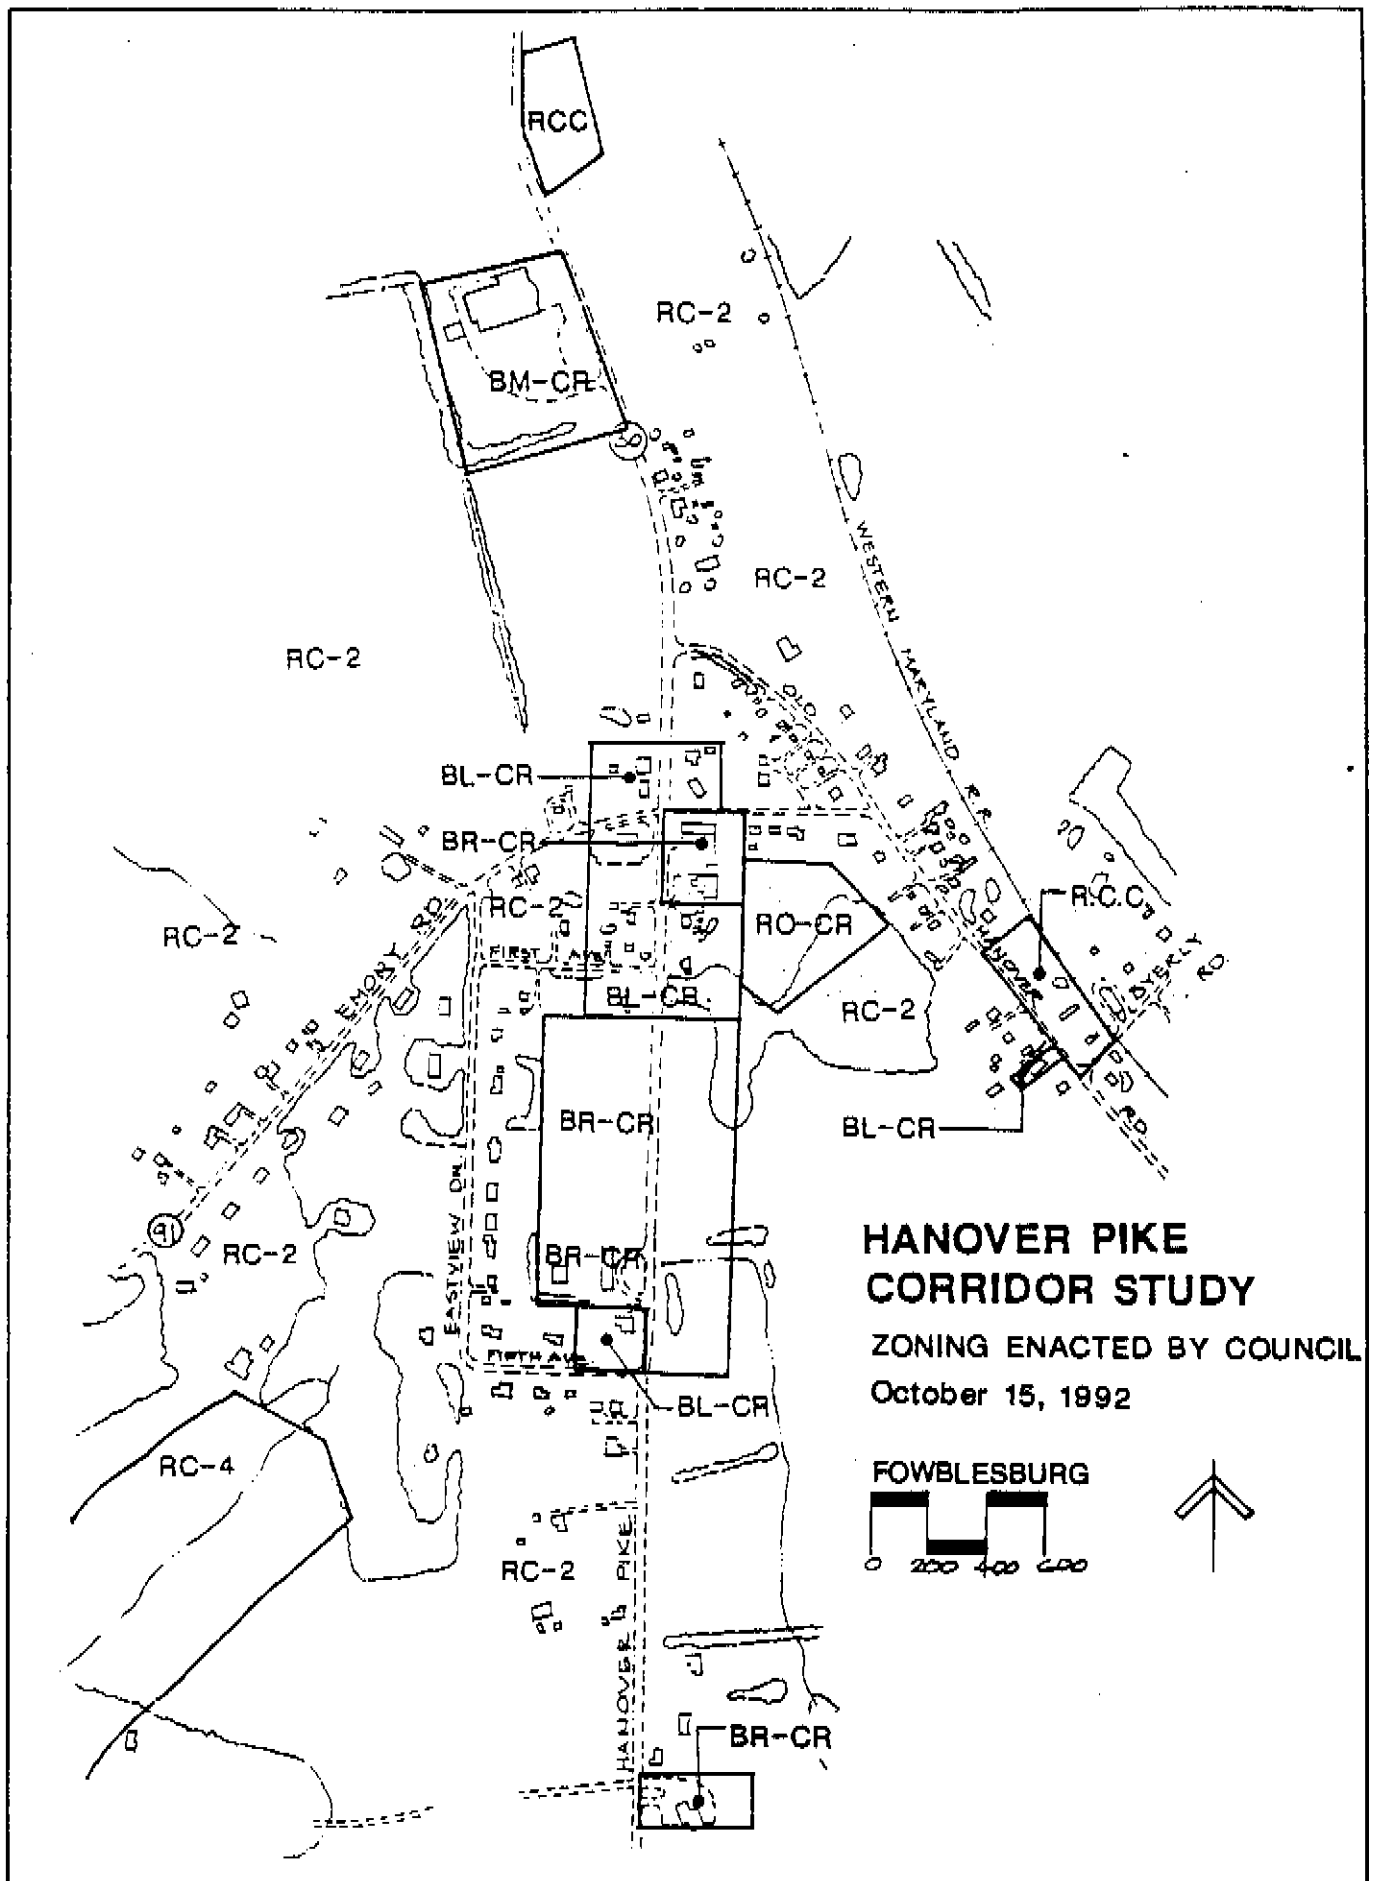 RCC
RC-2
BM-CR
8
WESTERN MARYLAND R.R.
RC-2
RC-2
OLD
BL-CR
BR-CR
R.C.C.
RC-2
RC-2
RO-CR
EMORY RD
FIRST AVE
HANOVER
BYERLY
RD.
BL-CR
RC-2
BR-CR
BL-CR
RD.
EASTVIEW DR.
91
RC-2
BR-CR
HANOVER PIKE
CORRIDOR STUDY
ZONING ENACTED BY COUNCIL
October 15, 1992
FIFTH AVE
BL-CR
RC-4
FOWBLESBURG
0 200 400 600
RC-2
HANOVER PIKE
BR-CR